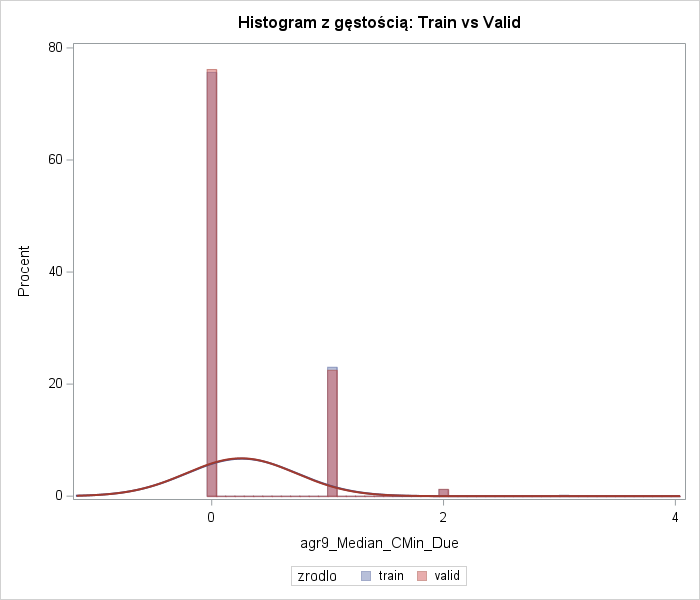 Histogram z gęstością: Train vs Valid
80
60
40
20
0
Procent
0 2 4
agr9_Median_CMin_Due
zrodlo train valid